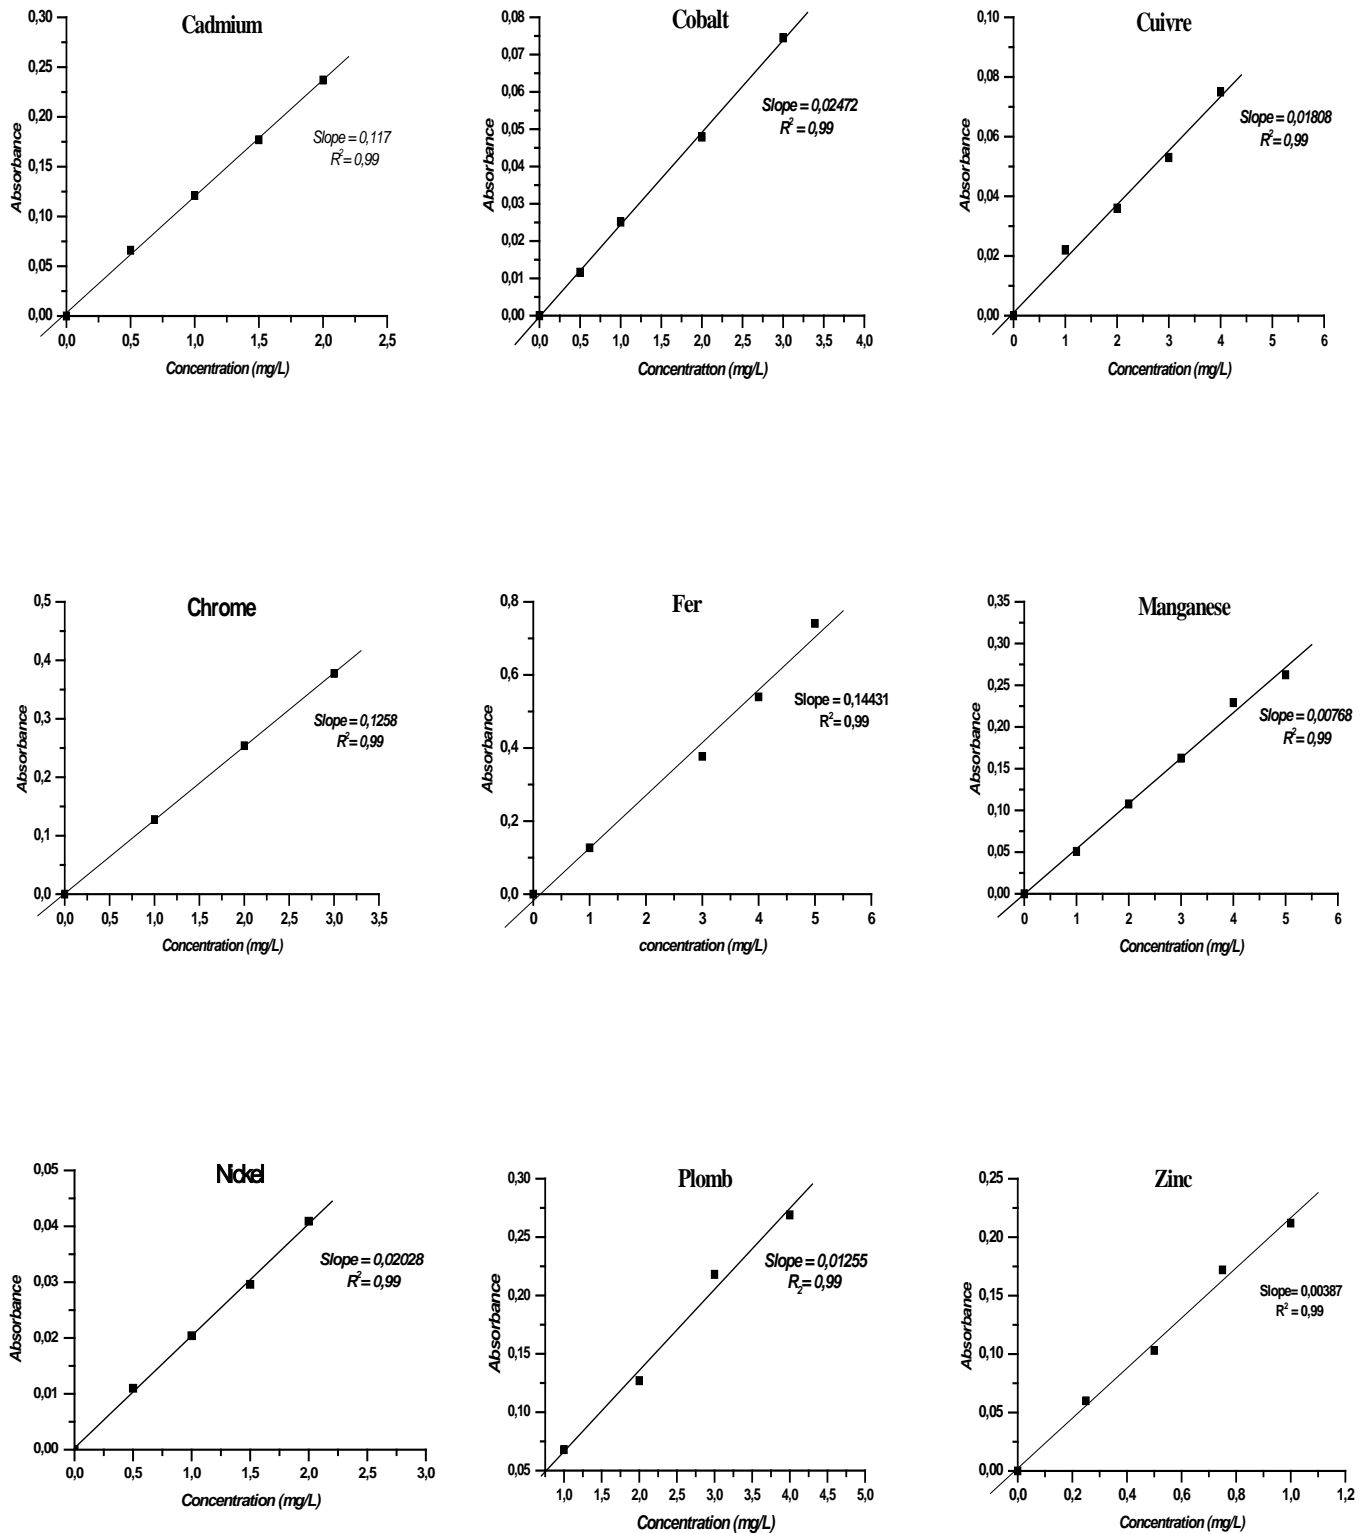 Cadmium
0,30
0,25
0,20
0,15
0,10
0,05
0,00
Absorbance
Slope = 0,117
R²= 0,99
0,0 0,5 1,0 1,5 2,0 2,5
Concentration (mg/L)
Cobalt
0,08
0,07
0,06
0,05
0,04
0,03
0,02
0,01
0,00
Absorbance
Slope = 0,02472
R² = 0,99
0,0 0,5 1,0 1,5 2,0 2,5 3,0 3,5 4,0
Concentratton (mg/L)
Cuivre
0,10
0,08
0,06
0,04
0,02
0,00
Absorbance
Slope = 0,01808
R²= 0,99
0 1 2 3 4 5 6
Concentration (mg/L)
Chrome
0,5
0,4
0,3
0,2
0,1
0,0
Absorbance
Slope = 0,1258
R²= 0,99
0,0 0,5 1,0 1,5 2,0 2,5 3,0 3,5
Concentration (mg/L)
Fer
0,8
0,6
0,4
0,2
0,0
Absorbance
Slope = 0,14431
R²= 0,99
0 1 2 3 4 5 6
concentration (mg/L)
Manganese
0,35
0,30
0,25
0,20
0,15
0,10
0,05
0,00
Absorbance
Slope = 0,00768
R²= 0,99
0 1 2 3 4 5 6
Concentration (mg/L)
Nickel
0,05
0,04
0,03
0,02
0,01
0,00
Absorbance
Slope = 0,02028
R²= 0,99
0,0 0,5 1,0 1,5 2,0 2,5 3,0
Concentration (mg/L)
Plomb
0,30
0,25
0,20
0,15
0,10
0,05
Absorbance
Slope = 0,01255
R₂= 0,99
1,0 1,5 2,0 2,5 3,0 3,5 4,0 4,5 5,0
Concentration (mg/L)
Zinc
0,25
0,20
0,15
0,10
0,05
0,00
Absorbance
Slope= 0,00387
R² = 0,99
0,0 0,2 0,4 0,6 0,8 1,0 1,2
Concentration (mg/L)